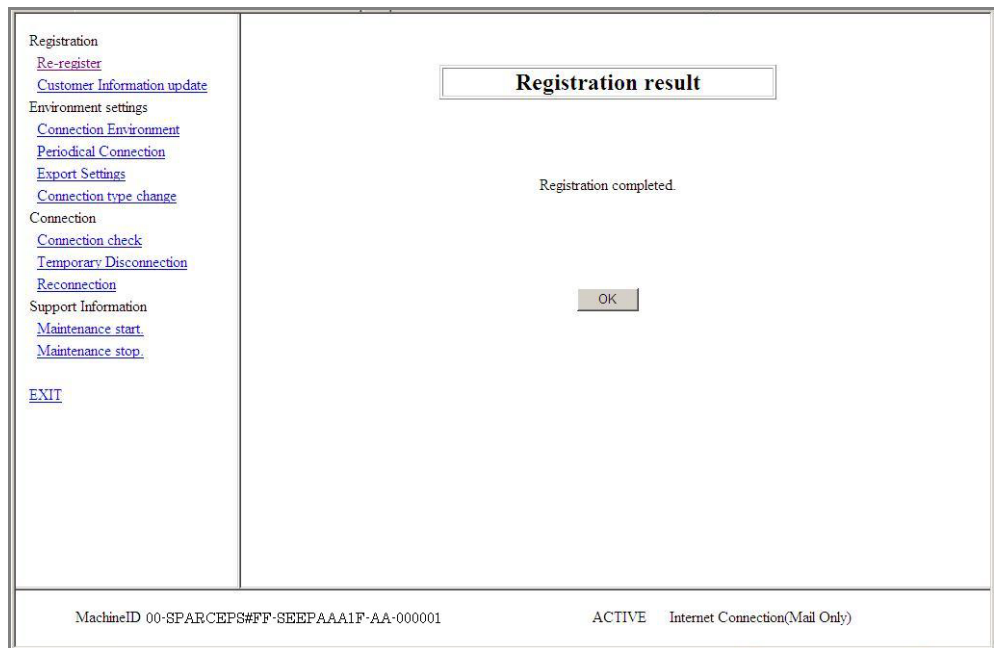 Registration
Re-register
Customer Information update
Environment settings
Connection Environment
Periodical Connection
Export Settings
Connection type change
Connection
Connection check
Temporary Disconnection
Reconnection
Support Information
Maintenance start.
Maintenance stop.
EXIT
Registration result
Registration completed.
OK
MachineID 00-SPARCEPS#FF-SEEPAAA1F-AA-000001 ACTIVE Internet Connection(Mail Only)